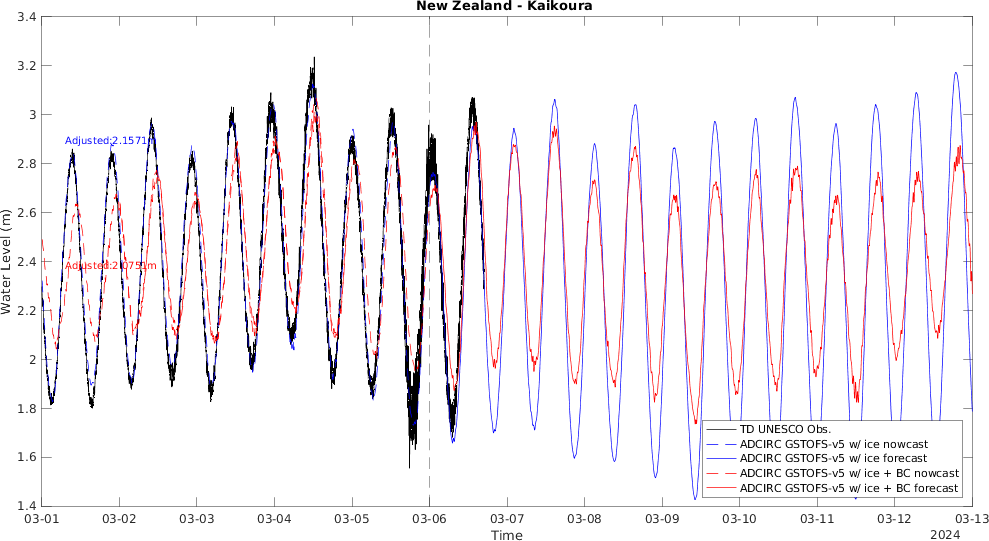 New Zealand - Kaikoura
3.4
3.2
3
2.8
2.6
2.4
2.2
2
1.8
1.6
1.4
Water Level (m)
Adjusted:2.1571m
Adjusted:2.0751m
TD UNESCO Obs.
ADCIRC GSTOFS-v5 w/ ice nowcast
ADCIRC GSTOFS-v5 w/ ice forecast
ADCIRC GSTOFS-v5 w/ ice + BC nowcast
ADCIRC GSTOFS-v5 w/ ice + BC forecast
03-01 03-02 03-03 03-04 03-05 03-06 03-07 03-08 03-09 03-10 03-11 03-12 03-13
Time
2024